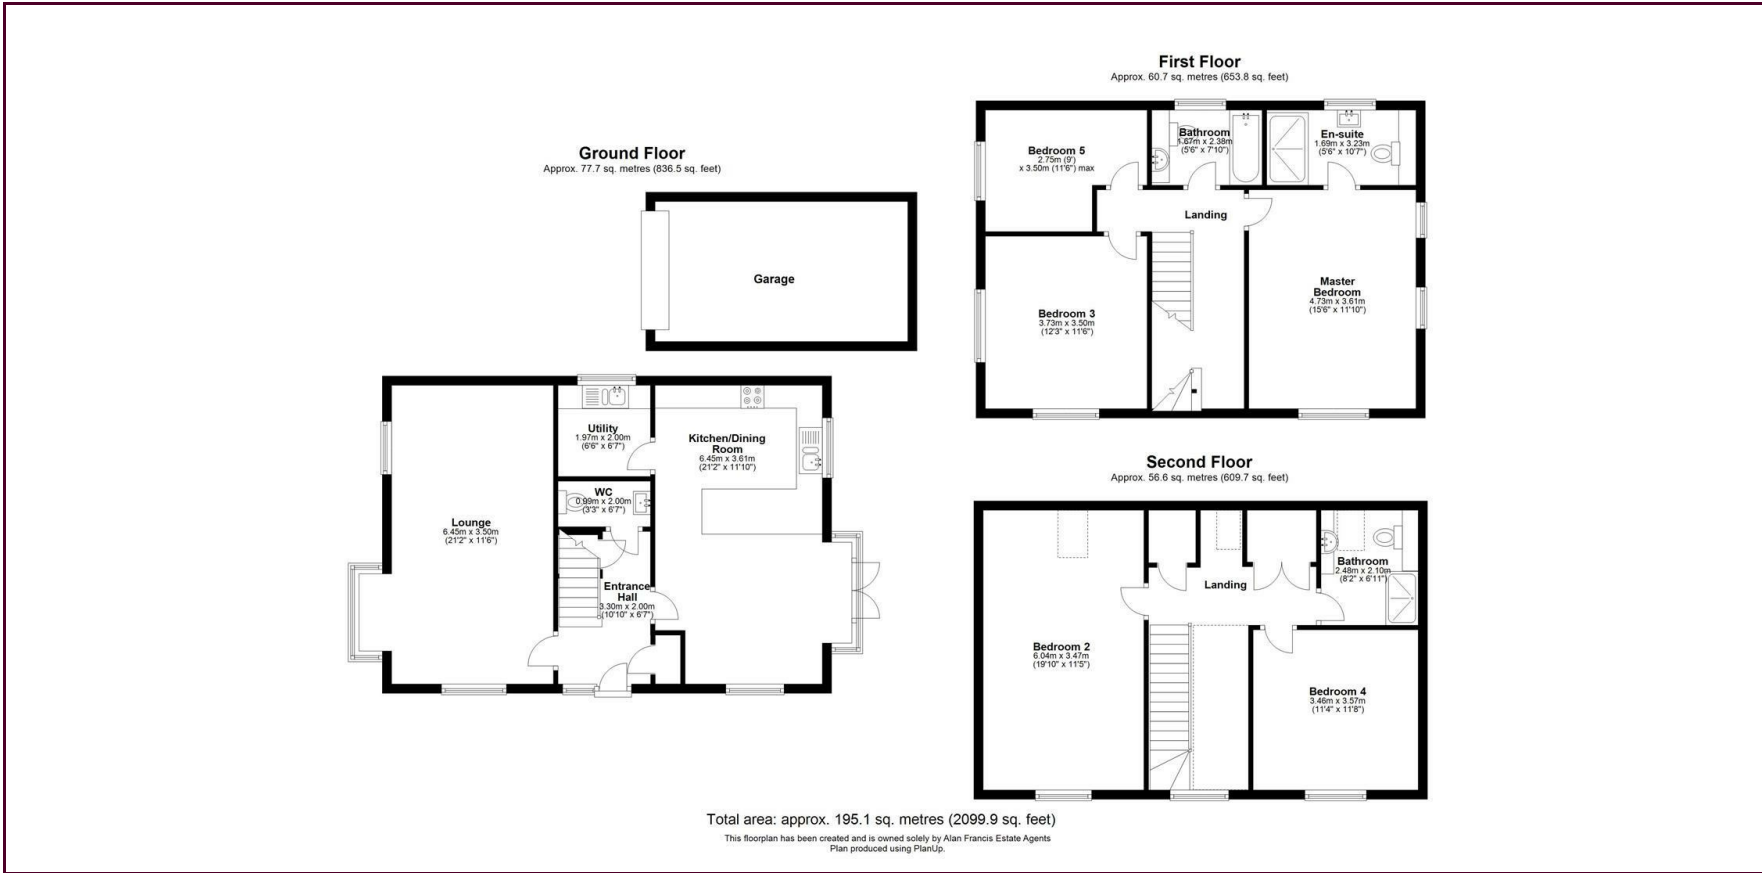 Ground Floor
Approx. 77.7 sq. metres (836.5 sq. feet)
Garage
Lounge
6.45m x 3.50m
(21'2" x 11'6")
Utility
1.97m x 2.00m
(6'6" x 6'7")
WC
0.99m x 2.00m
(3'3" x 6'7")
Entrance
Hall
3.30m x 2.00m
(10'10" x 6'7")
Kitchen/Dining
Room
6.45m x 3.61m
(21'2" x 11'10")
First Floor
Approx. 60.7 sq. metres (653.8 sq. feet)
Bedroom 5
2.75m (9')
x 3.50m (11'6") max
Bathroom
1.67m x 2.38m
(5'6" x 7'10")
En-suite
1.69m x 3.23m
(5'6" x 10'7")
Landing
Bedroom 3
3.73m x 3.50m
(12'3" x 11'6")
Master
Bedroom
4.73m x 3.61m
(15'6" x 11'10")
Second Floor
Approx. 56.6 sq. metres (609.7 sq. feet)
Bedroom 2
6.04m x 3.47m
(19'10" x 11'5")
Landing
Bathroom
2.48m x 2.10m
(8'2" x 6'11")
Bedroom 4
3.46m x 3.57m
(11'4" x 11'8")
Total area: approx. 195.1 sq. metres (2099.9 sq. feet)
This floorplan has been created and is owned solely by Alan Francis Estate Agents
Plan produced using PlanUp.